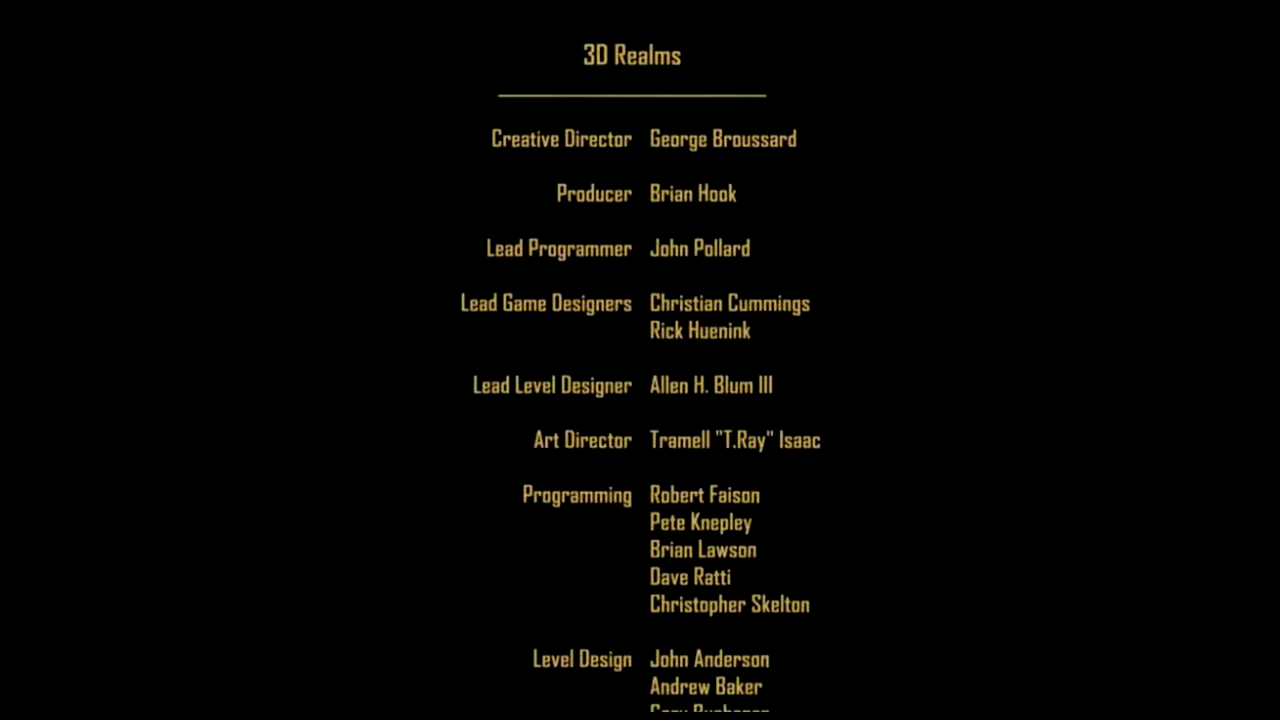 3D Realms
Creative Director George Broussard
Producer Brian Hook
Lead Programmer John Pollard
Lead Game Designers Christian Cummings
Rick Huenink
Lead Level Designer Allen H. Blum III
Art Director Tramell "T.Ray" Isaac
Programming Robert Faison
Pete Knepley
Brian Lawson
Dave Ratti
Christopher Skelton
Level Design John Anderson
Andrew Baker